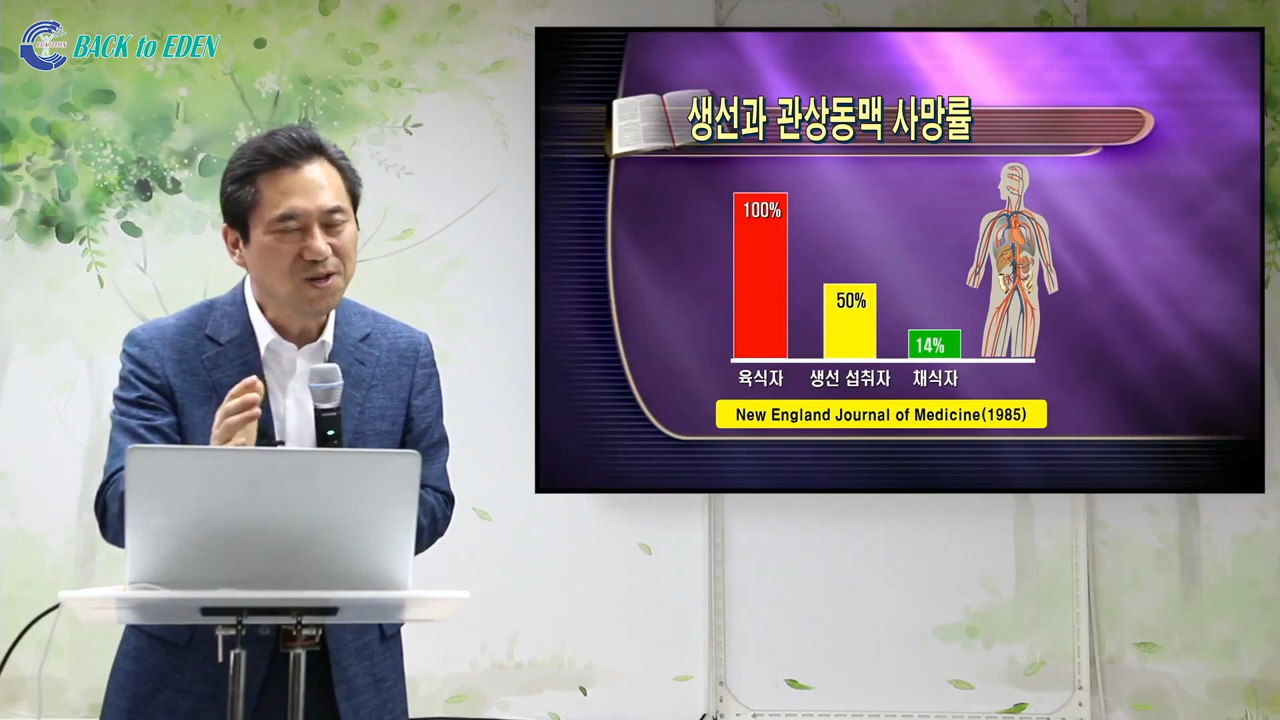 BACK to EDEN
생선과 관상동맥 사망률
100%
50%
14%
육식자
생선 섭취자
채식자
New England Journal of Medicine(1985)